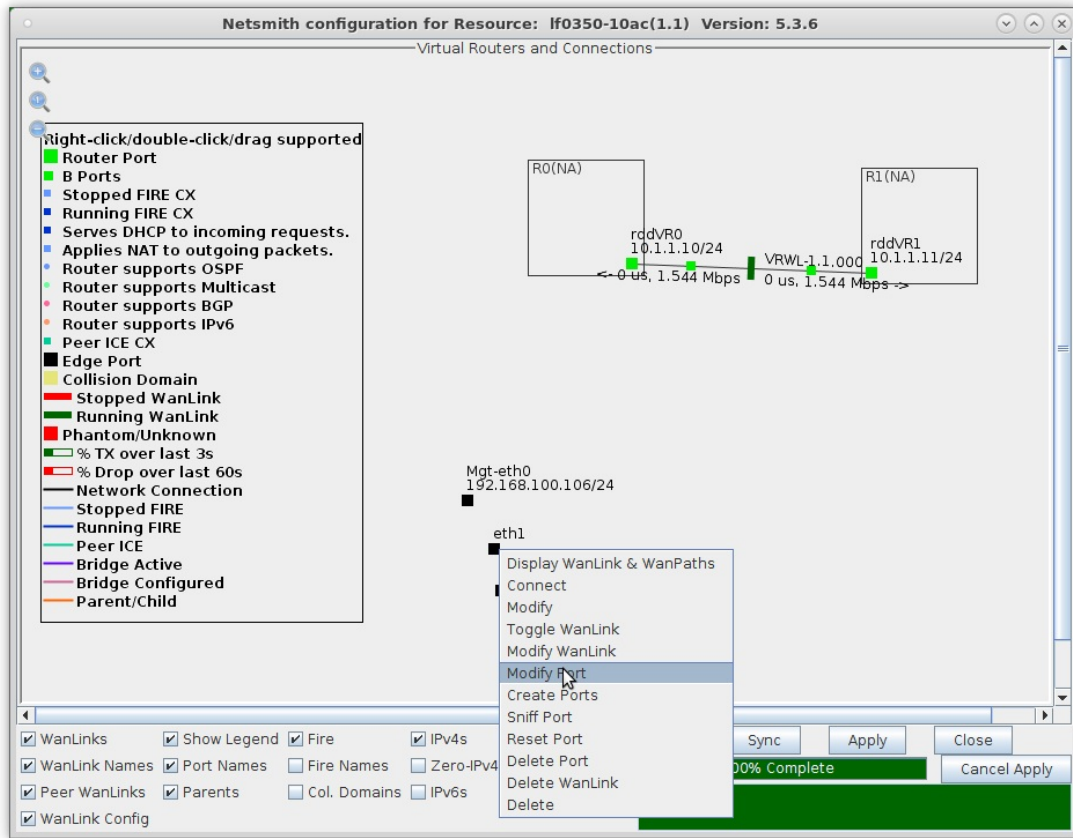 Netsmith configuration for Resource: lf0350-10ac(1.1) Version: 5.3.6
Virtual Routers and Connections
Right-click/double-click/drag supported
Router Port
B Ports
Stopped FIRE CX
Running FIRE CX
Serves DHCP to incoming requests.
Applies NAT to outgoing packets.
Router supports OSPF
Router supports Multicast
Router supports BGP
Router supports IPv6
Peer ICE CX
Edge Port
Collision Domain
Stopped WanLink
Running WanLink
Phantom/Unknown
% TX over last 3s
% Drop over last 60s
Network Connection
Stopped FIRE
Running FIRE
Peer ICE
Bridge Active
Bridge Configured
Parent/Child
R0(NA)
rddVR0
10.1.1.10/24
<- 0 us, 1.544 Mbps
VRWL-1.1.000
0 us, 1.544 Mbps ->
R1(NA)
rddVR1
10.1.1.11/24
Mgt-eth0
192.168.100.106/24
eth1
Display WanLink & WanPaths
Connect
Modify
Toggle WanLink
Modify WanLink
Modify Port
Create Ports
Sniff Port
Reset Port
Delete Port
Delete WanLink
Delete
WanLinks Show Legend Fire IPv4s
WanLink Names Port Names Fire Names Zero-IPv4
Peer WanLinks Parents Col. Domains IPv6s
WanLink Config
Sync Apply Close
00% Complete Cancel Apply